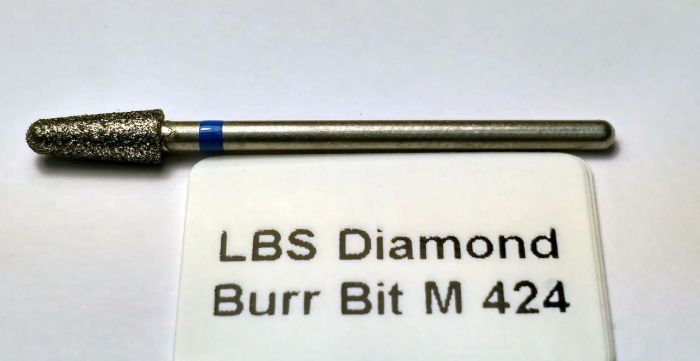 LBS Diamond
Burr Bit M 424